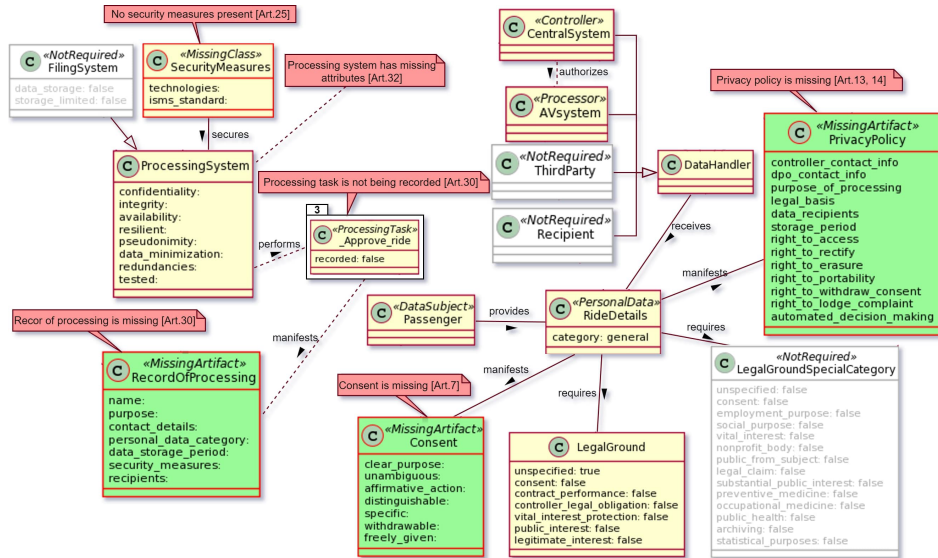 No security measures present [Art.25]
C
«NotRequired»
FilingSystem
data_storage: false
storage_limited: false
C
«MissingClass»
SecurityMeasures
technologies:
isms_standard:
Processing system has missing
attributes [Art.32]
secures
C
ProcessingSystem
confidentiality:
integrity:
availability:
resilient:
pseudonimity:
data_minimization:
redundancies:
tested:
performs
Processing task is not being recorded [Art.30]
3
C
«ProcessingTask»
_Approve_ride
recorded: false
manifests
Recor of processing is missing [Art.30]
C
«MissingArtifact»
RecordOfProcessing
name:
purpose:
contact_details:
personal_data_category:
data_storage_period:
security_measures:
recipients:
C
«Controller»
CentralSystem
authorizes
C
«Processor»
AVsystem
C
«NotRequired»
ThirdParty
C
«NotRequired»
Recipient
C
DataHandler
receives
Privacy policy is missing [Art.13, 14]
C
«MissingArtifact»
PrivacyPolicy
controller_contact_info
dpo_contact_info
purpose_of_processing
legal_basis
data_recipients
storage_period
right_to_access
right_to_rectify
right_to_erasure
right_to_portability
right_to_withdraw_consent
right_to_lodge_complaint
automated_decision_making
manifests
C
«DataSubject»
Passenger
provides
C
«PersonalData»
RideDetails
category: general
requires
manifests
requires
Consent is missing [Art.7]
C
«MissingArtifact»
Consent
clear_purpose:
unambiguous:
affirmative_action:
distinguishable:
specific:
withdrawable:
freely_given:
C
LegalGround
unspecified: true
consent: false
contract_performance: false
controller_legal_obligation: false
vital_interest_protection: false
public_interest: false
legitimate_interest: false
C
«NotRequired»
LegalGroundSpecialCategory
unspecified: false
consent: false
employment_purpose: false
social_purpose: false
vital_interest: false
nonprofit_body: false
public_from_subject: false
legal_claim: false
substantial_public_interest: false
preventive_medicine: false
occupational_medicine: false
public_health: false
archiving: false
statistical_purposes: false